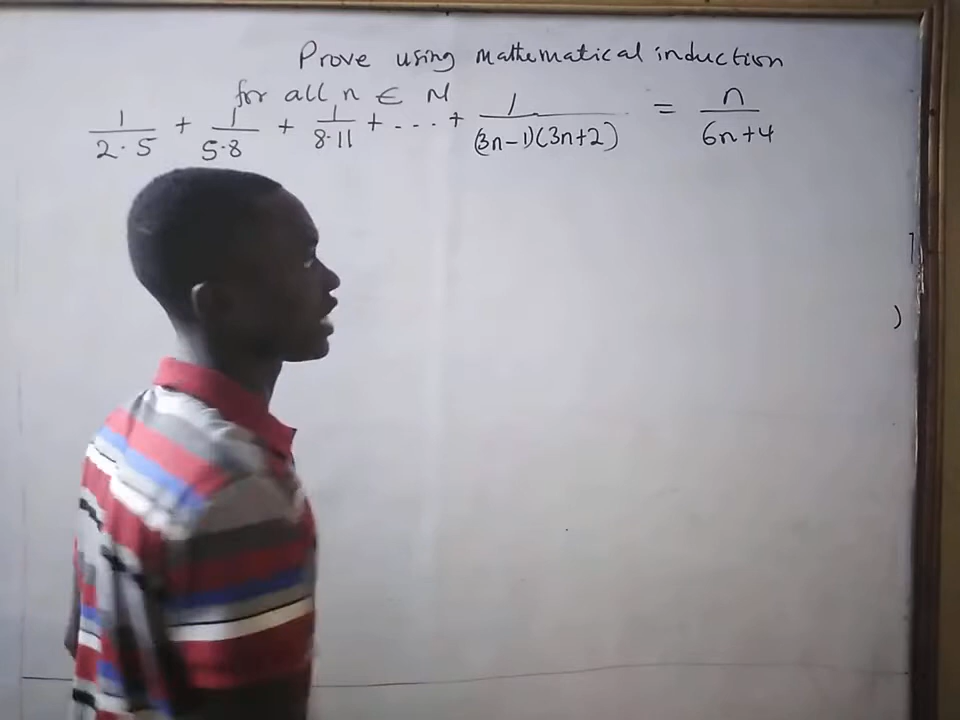 Prove using mathematical induction
for all n ∈ N
1/(2·5) + 1/(5·8) + 1/(8·11) + ... + 1/((3n-1)(3n+2)) = n/(6n+4)
)